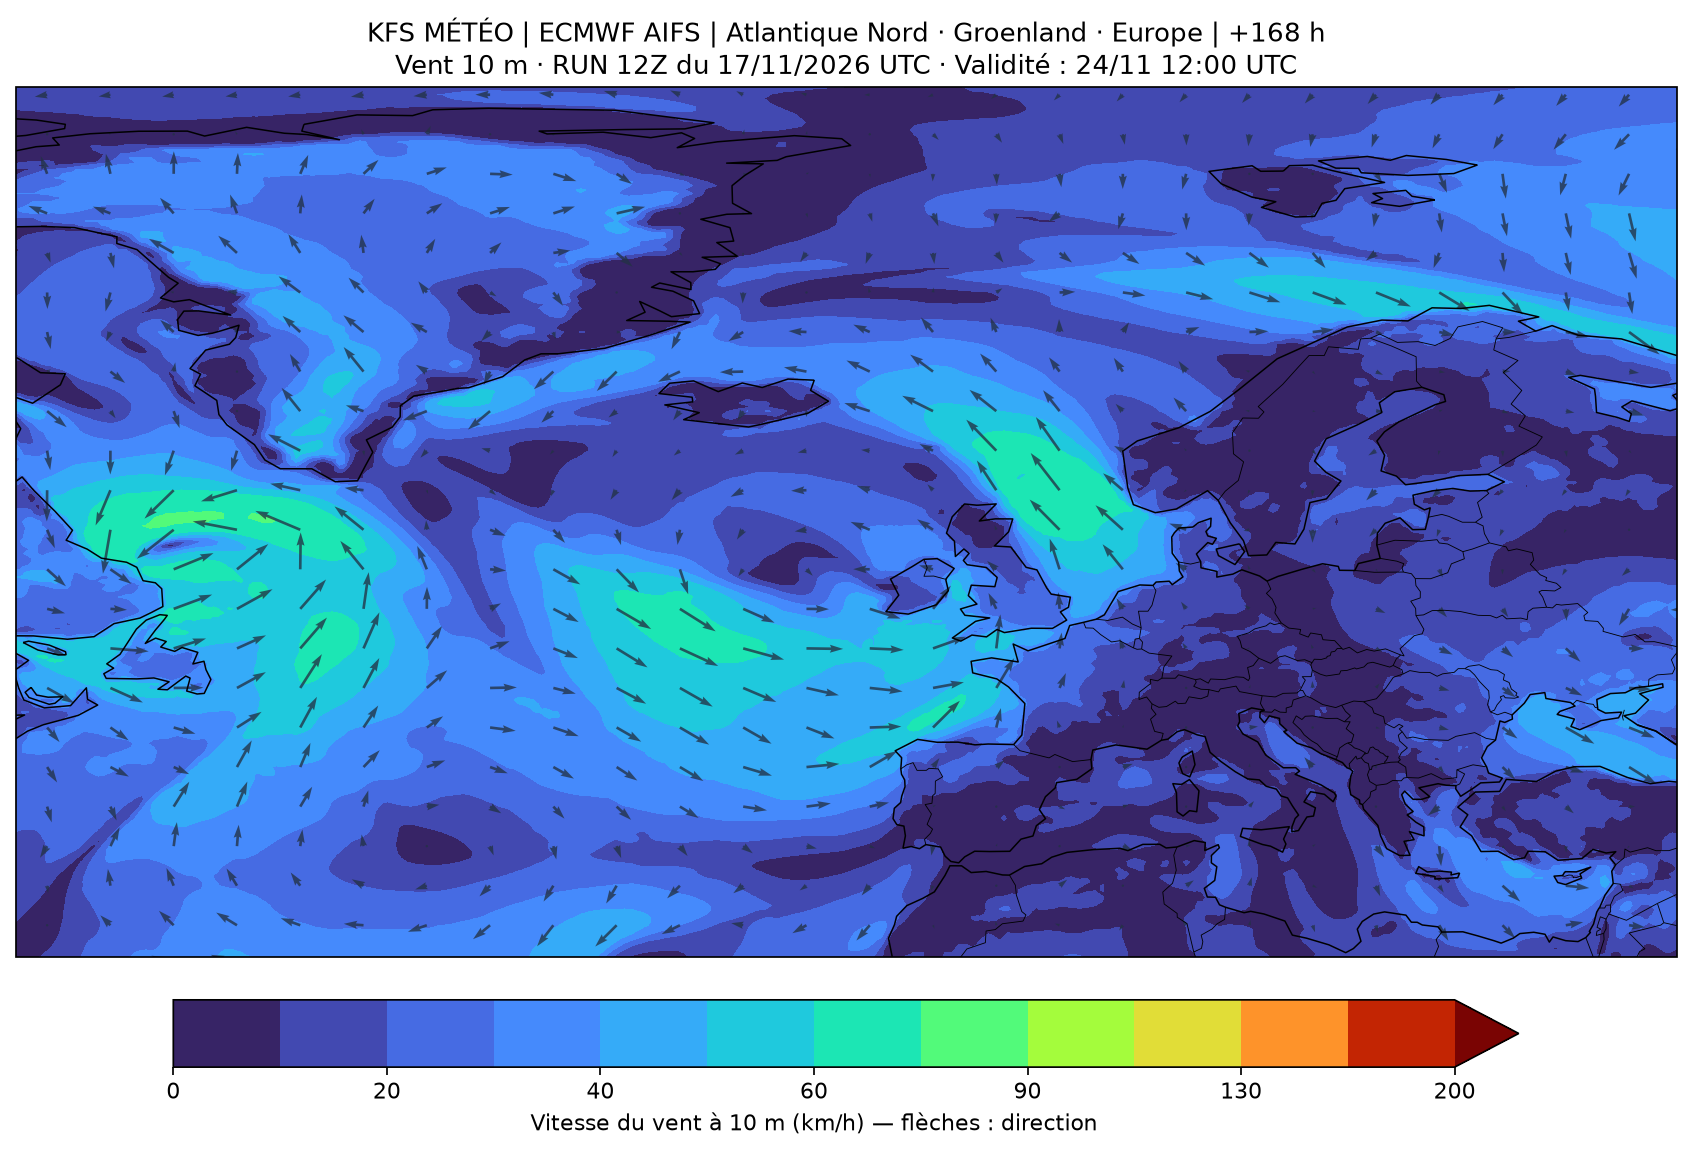 KFS MÉTÉO | ECMWF AIFS | Atlantique Nord · Groenland · Europe | +168 h
Vent 10 m · RUN 12Z du 17/11/2026 UTC · Validité : 24/11 12:00 UTC
0 20 40 60 90 130 200
Vitesse du vent à 10 m (km/h) — flèches : direction